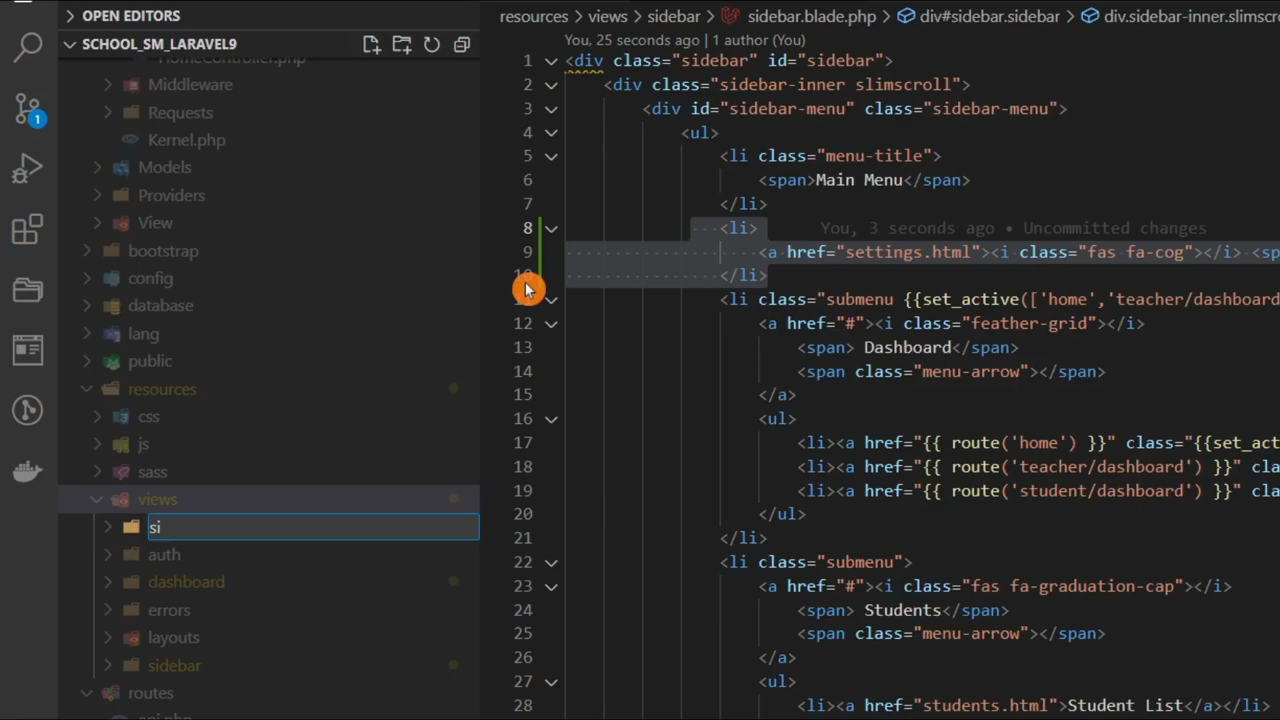 OPEN EDITORS
SCHOOL_SM_LARAVEL9
HomeController.php
Middleware
Requests
Kernel.php
Models
Providers
View
bootstrap
config
database
lang
public
resources
css
js
sass
views
si
auth
dashboard
errors
layouts
sidebar
routes
api.php
1
resources > views > sidebar > sidebar.blade.php > div#sidebar.sidebar > div.sidebar-inner.slimscr
You, 25 seconds ago | 1 author (You)
1 <div class="sidebar" id="sidebar">
2 <div class="sidebar-inner slimscroll">
3 <div id="sidebar-menu" class="sidebar-menu">
4 <ul>
5 <li class="menu-title">
6 <span>Main Menu</span>
7 </li>
8 <li> You, 3 seconds ago • Uncommitted changes
9 <a href="settings.html"><i class="fas fa-cog"></i> <sp
10 </li>
<li class="submenu {{set_active(['home','teacher/dashboard
12 <a href="#"><i class="feather-grid"></i>
13 <span> Dashboard</span>
14 <span class="menu-arrow"></span>
15 </a>
16 <ul>
17 <li><a href="{{ route('home') }}" class="{{set_act
18 <li><a href="{{ route('teacher/dashboard') }}" cla
19 <li><a href="{{ route('student/dashboard') }}" cla
20 </ul>
21 </li>
22 <li class="submenu">
23 <a href="#"><i class="fas fa-graduation-cap"></i>
24 <span> Students</span>
25 <span class="menu-arrow"></span>
26 </a>
27 <ul>
28 <li><a href="students.html">Student List</a></li>